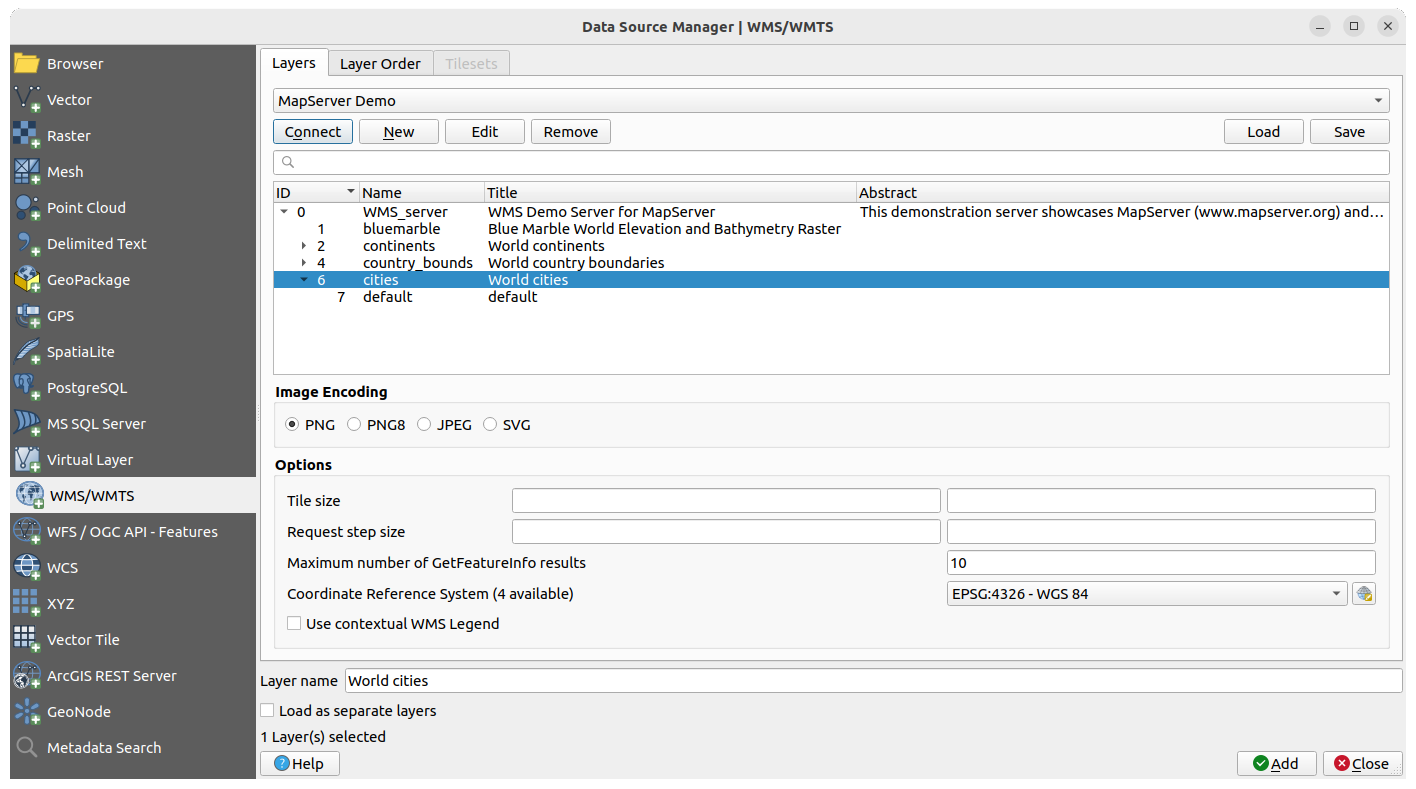 Data Source Manager | WMS/WMTS
Browser
Vector
Raster
Mesh
Point Cloud
Delimited Text
GeoPackage
GPS
SpatiaLite
PostgreSQL
MS SQL Server
Virtual Layer
WMS/WMTS
WFS / OGC API - Features
WCS
XYZ
Vector Tile
ArcGIS REST Server
GeoNode
Metadata Search
Layers Layer Order Tilesets
MapServer Demo
Connect New Edit Remove Load Save
ID Name Title Abstract
0 WMS_server WMS Demo Server for MapServer This demonstration server showcases MapServer (www.mapserver.org) and…
1 bluemarble Blue Marble World Elevation and Bathymetry Raster
2 continents World continents
4 country_bounds World country boundaries
6 cities World cities
7 default default
Image Encoding
PNG PNG8 JPEG SVG
Options
Tile size
Request step size
Maximum number of GetFeatureInfo results 10
Coordinate Reference System (4 available) EPSG:4326 - WGS 84
Use contextual WMS Legend
Layer name World cities
Load as separate layers
1 Layer(s) selected
Help Add Close